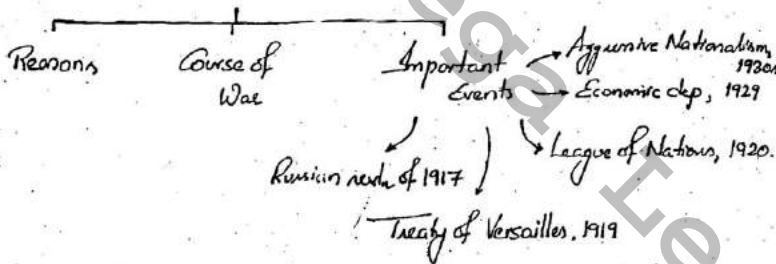 Reasons
Course of
War
Important
Events
Aggressive Nationalism,
1930s
Economic dep, 1929
League of Nations, 1920.
Russian revln of 1917
Treaty of Versailles. 1919